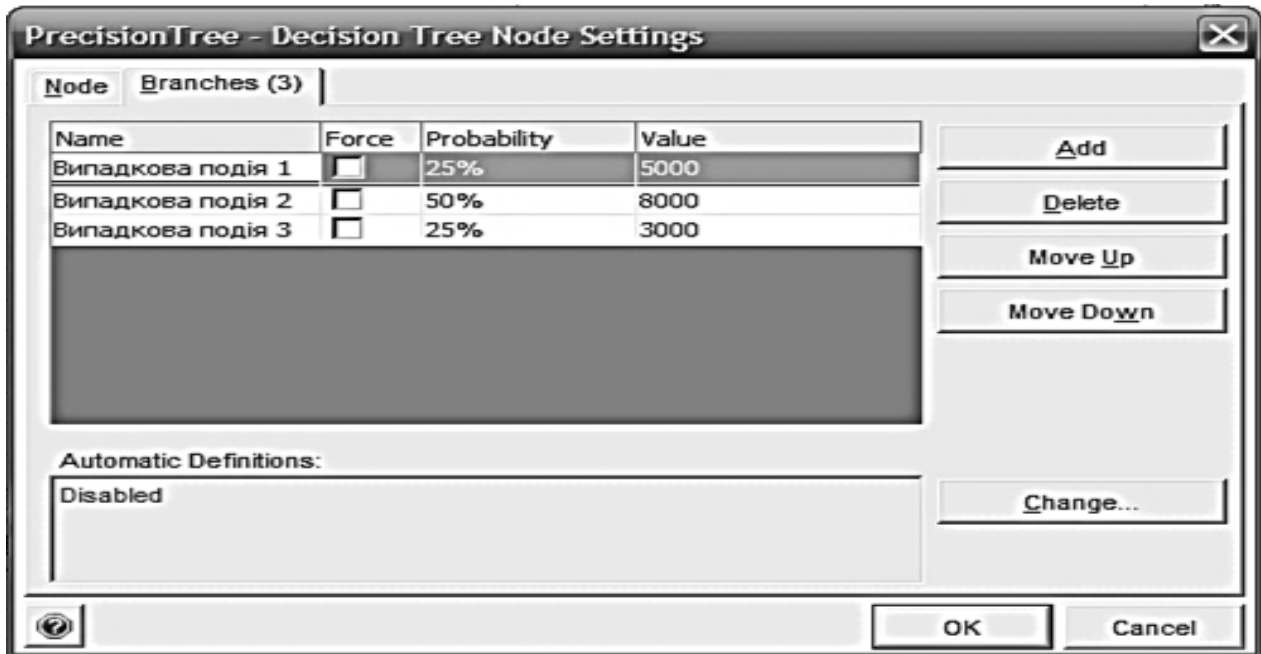 PrecisionTree - Decision Tree Node Settings
Node Branches (3)
Name Force Probability Value
Випадкова подія 1 25% 5000
Випадкова подія 2 50% 8000
Випадкова подія 3 25% 3000
Add
Delete
Move Up
Move Down
Automatic Definitions:
Disabled
Change...
OK Cancel